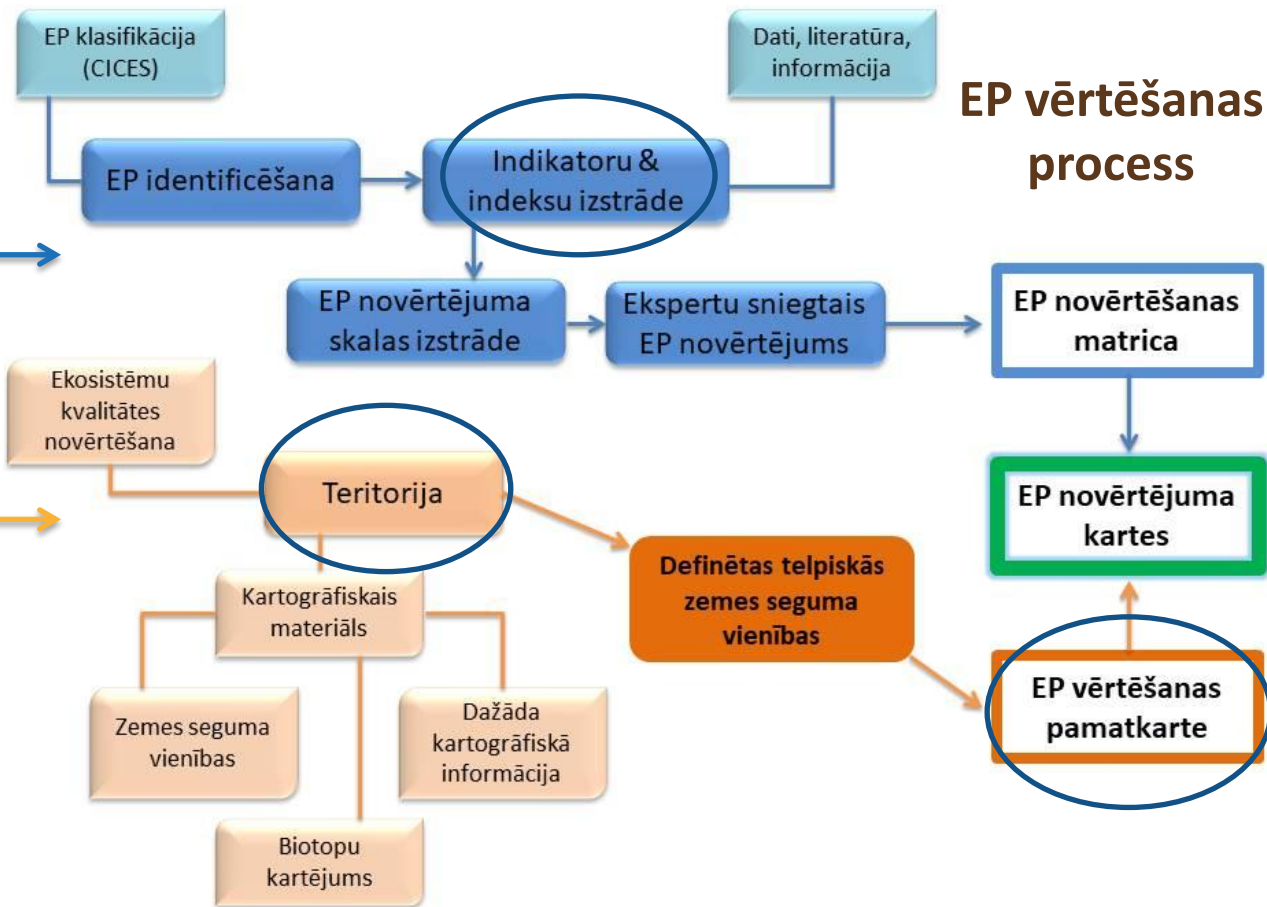 EP klasifikācija
(CICES)
Dati, literatūra,
informācija
EP vērtēšanas
process
EP identificēšana
Indikatoru &
indeksu izstrāde
EP novērtējuma
skalas izstrāde
Ekspertu sniegtais
EP novērtējums
EP novērtēšanas
matrica
Ekosistēmu
kvalitātes
novērtēšana
Teritorija
EP novērtējuma
kartes
Definētas telpiskās
zemes seguma
vienības
Kartogrāfiskais
materiāls
EP vērtēšanas
pamatkarte
Zemes seguma
vienības
Dažāda
kartogrāfiskā
informācija
Biotopu
kartējums